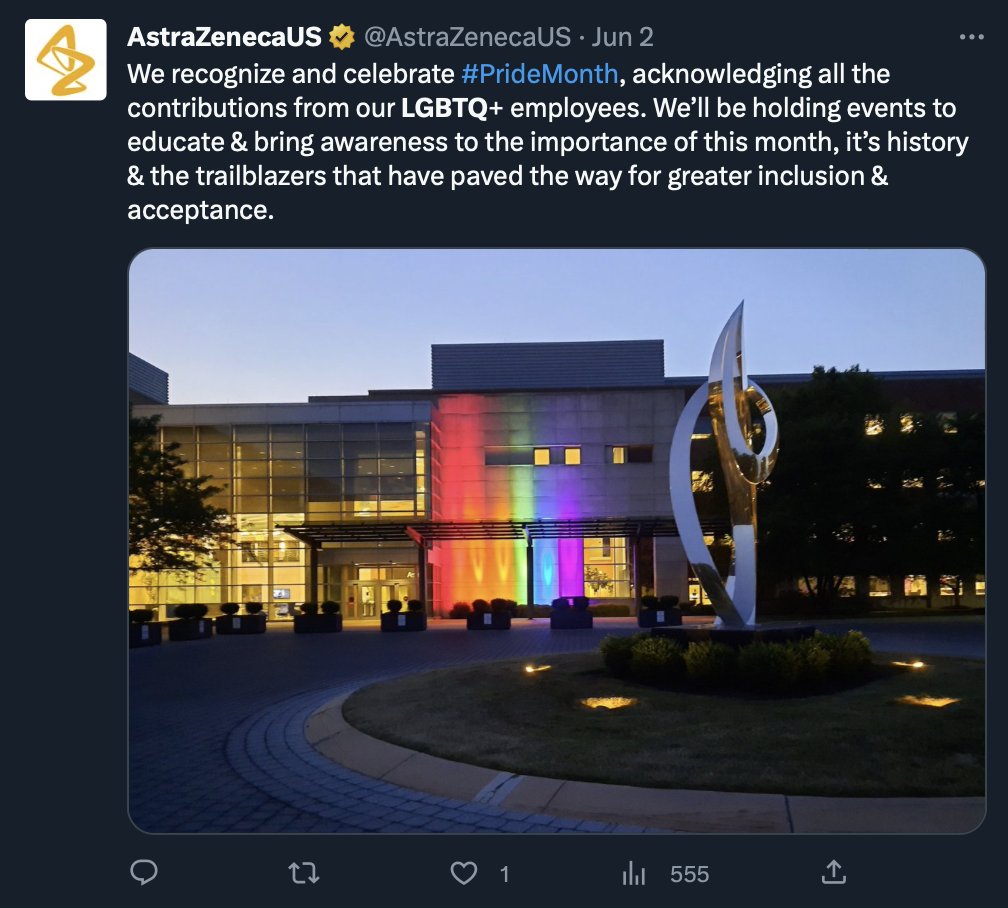 AstraZenecaUS @AstraZenecaUS · Jun 2
We recognize and celebrate #PrideMonth, acknowledging all the
contributions from our LGBTQ+ employees. We’ll be holding events to
educate & bring awareness to the importance of this month, it’s history
& the trailblazers that have paved the way for greater inclusion &
acceptance.
1 555